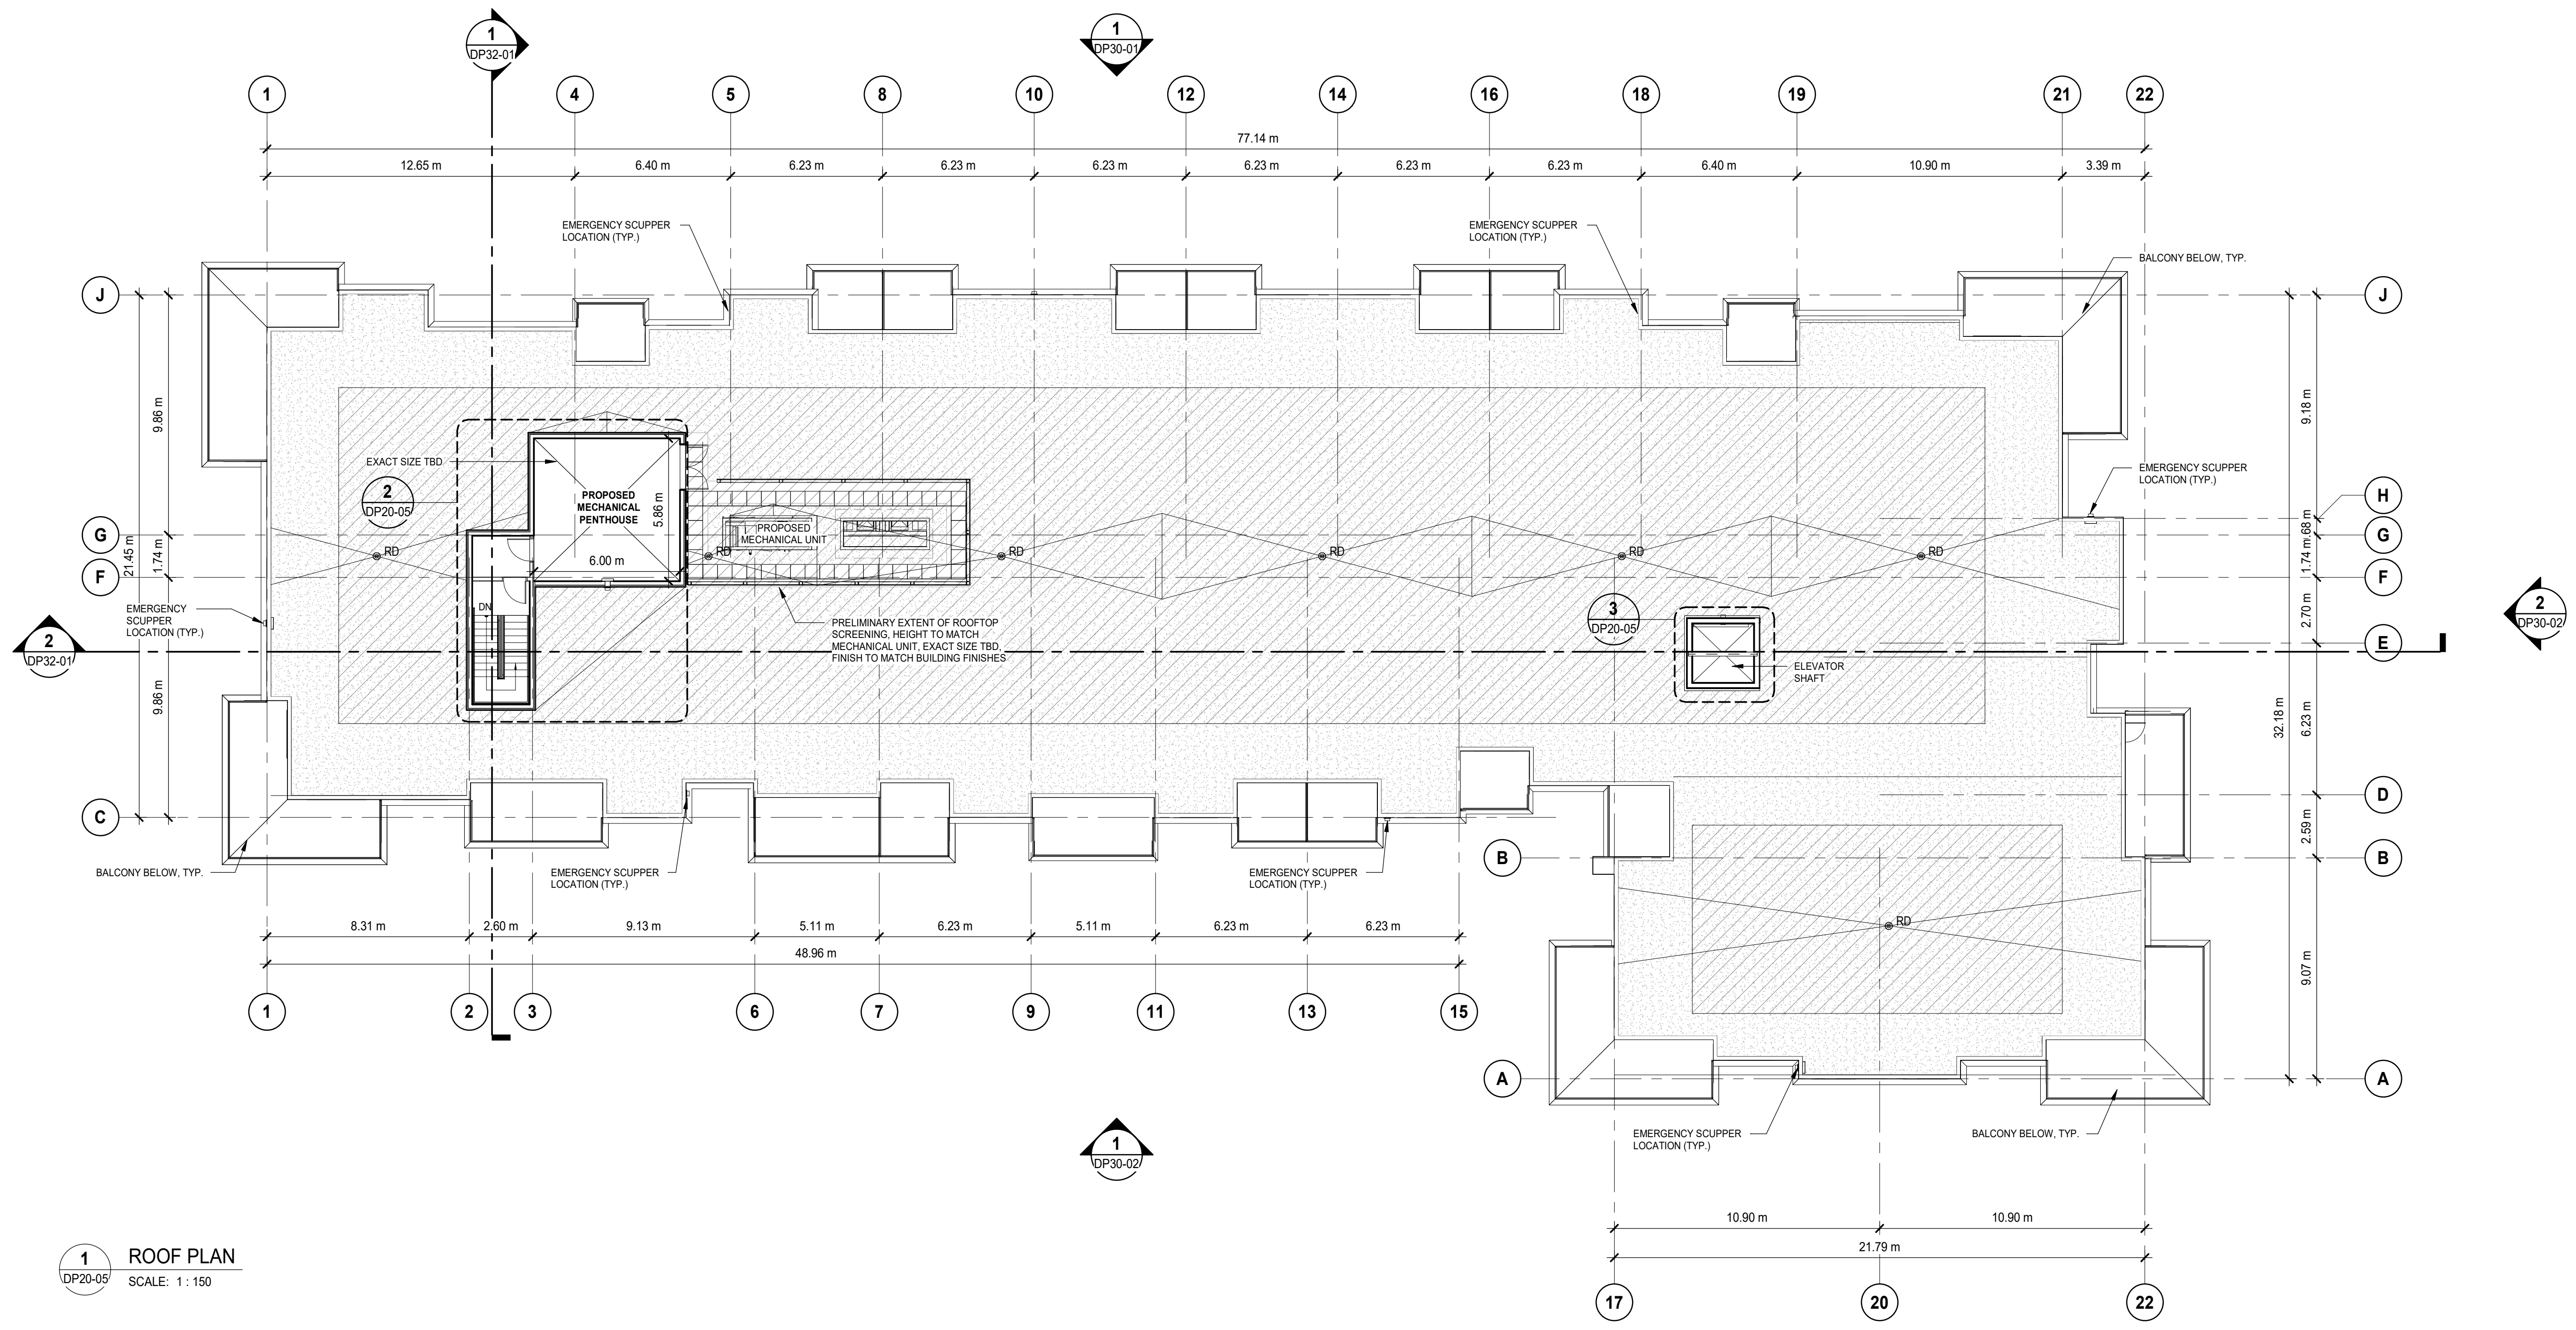 1
DP32-01
1
DP30-01
1
4
5
8
10
12
14
16
18
19
21
22
77.14 m
12.65 m
6.40 m
6.23 m
6.23 m
6.23 m
6.23 m
6.23 m
6.23 m
6.40 m
10.90 m
3.39 m
EMERGENCY SCUPPER
LOCATION (TYP.)
EMERGENCY SCUPPER
LOCATION (TYP.)
BALCONY BELOW, TYP.
J
J
9.86 m
9.18 m
EXACT SIZE TBD
2
DP20-05
PROPOSED
MECHANICAL
PENTHOUSE
5.86 m
6.00 m
PROPOSED
MECHANICAL UNIT
EMERGENCY SCUPPER
LOCATION (TYP.)
H
G
G
F
F
21.45 m
1.74 m
.68 m
1.74 m
RD
RD
RD
RD
RD
RD
EMERGENCY
SCUPPER
LOCATION (TYP.)
DN
PRELIMINARY EXTENT OF ROOFTOP
SCREENING, HEIGHT TO MATCH
MECHANICAL UNIT, EXACT SIZE TBD,
FINISH TO MATCH BUILDING FINISHES
3
DP20-05
2.70 m
2
DP30-02
2
DP32-01
E
ELEVATOR
SHAFT
9.86 m
32.18 m
6.23 m
C
D
2.59 m
B
B
BALCONY BELOW, TYP.
EMERGENCY SCUPPER
LOCATION (TYP.)
EMERGENCY SCUPPER
LOCATION (TYP.)
RD
9.07 m
8.31 m
2.60 m
9.13 m
5.11 m
6.23 m
5.11 m
6.23 m
6.23 m
48.96 m
1
2
3
6
7
9
11
13
15
A
A
EMERGENCY SCUPPER
LOCATION (TYP.)
BALCONY BELOW, TYP.
1
DP30-02
10.90 m
10.90 m
21.79 m
17
20
22
1
DP20-05
ROOF PLAN
SCALE: 1 : 150